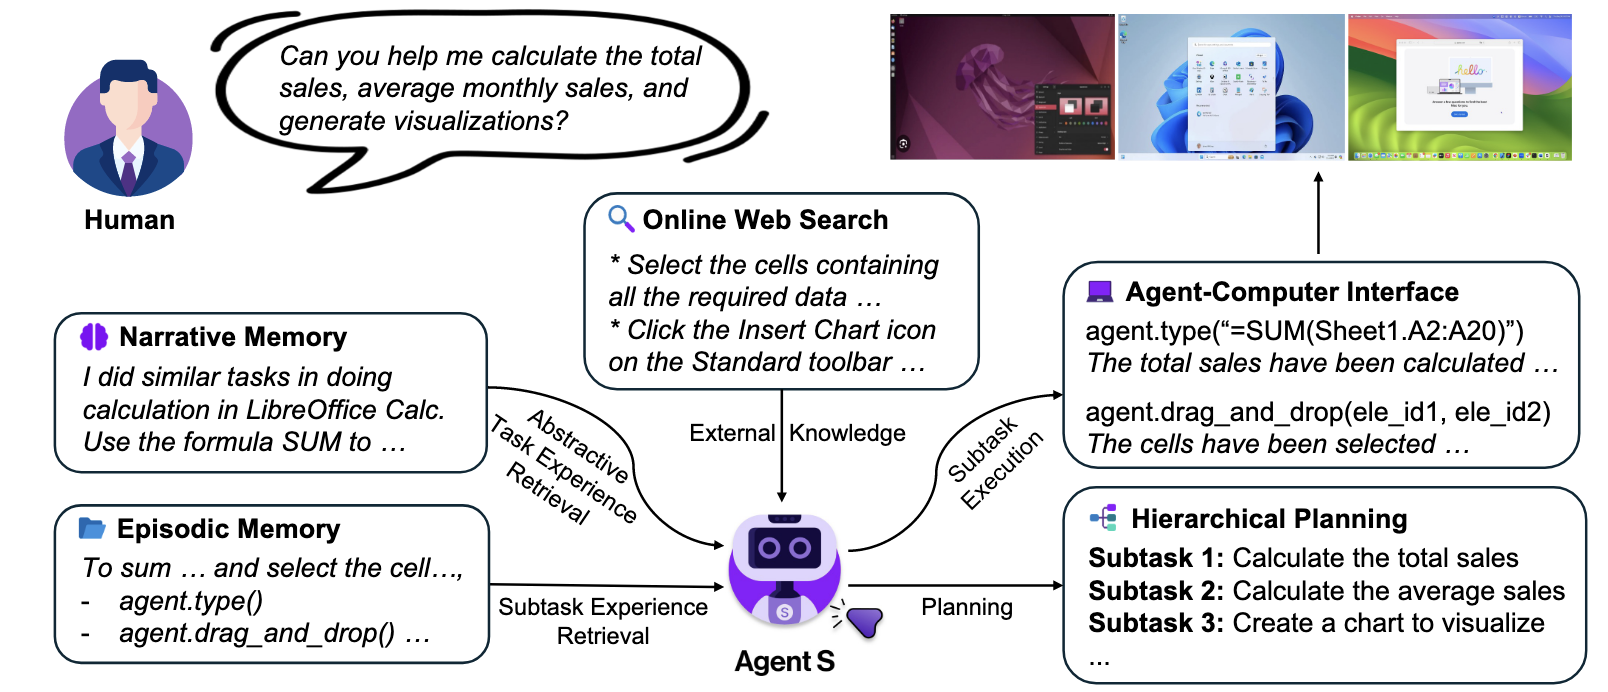 Can you help me calculate the total
sales, average monthly sales, and
generate visualizations?
Human
hello
Online Web Search
* Select the cells containing
all the required data …
* Click the Insert Chart icon
on the Standard toolbar …
Narrative Memory
I did similar tasks in doing
calculation in LibreOffice Calc.
Use the formula SUM to …
Episodic Memory
To sum … and select the cell…,
- agent.type()
- agent.drag_and_drop() …
Abstractive
Task Experience
Retrieval
External Knowledge
Subtask Experience
Retrieval
S
Agent S
Subtask
Execution
Planning
Agent-Computer Interface
agent.type(“=SUM(Sheet1.A2:A20)”)
The total sales have been calculated …
agent.drag_and_drop(ele_id1, ele_id2)
The cells have been selected …
Hierarchical Planning
Subtask 1: Calculate the total sales
Subtask 2: Calculate the average sales
Subtask 3: Create a chart to visualize
...